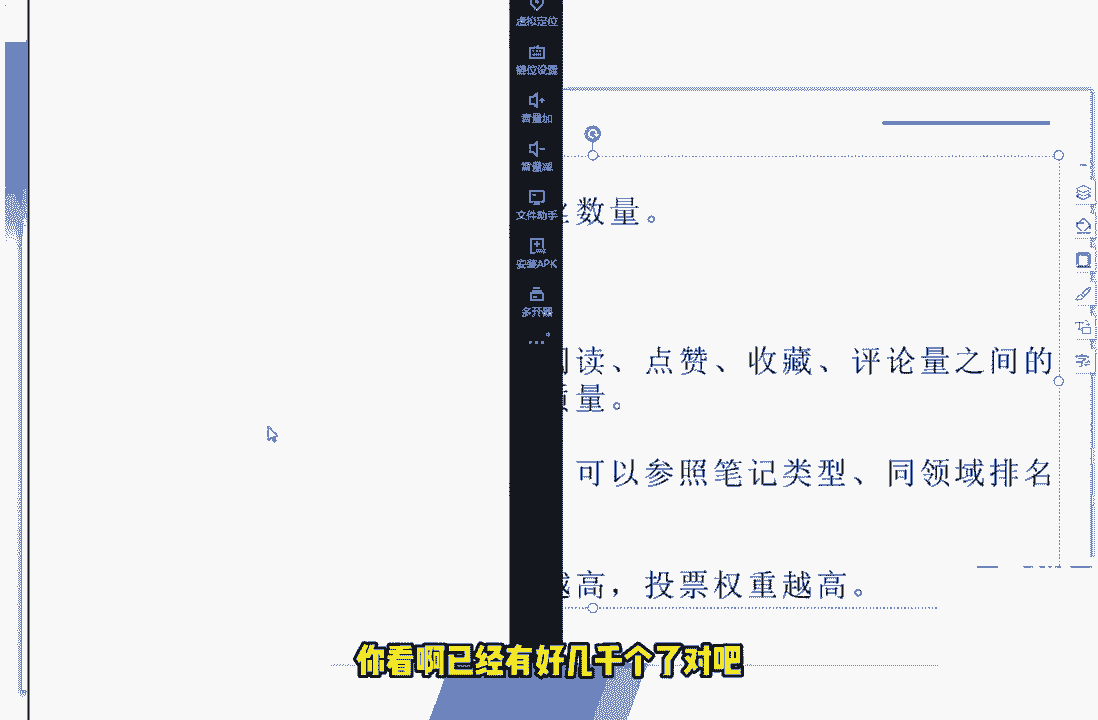 虚拟定位
键位设置
音量加
音量减
文件助手
安装APK
多开器
数量。
阅读、点赞、收藏、评论量之间的
质量。
可以参照笔记类型、同领域排名
越高，投票权重越高。
你看啊已经有好几千个了对吧